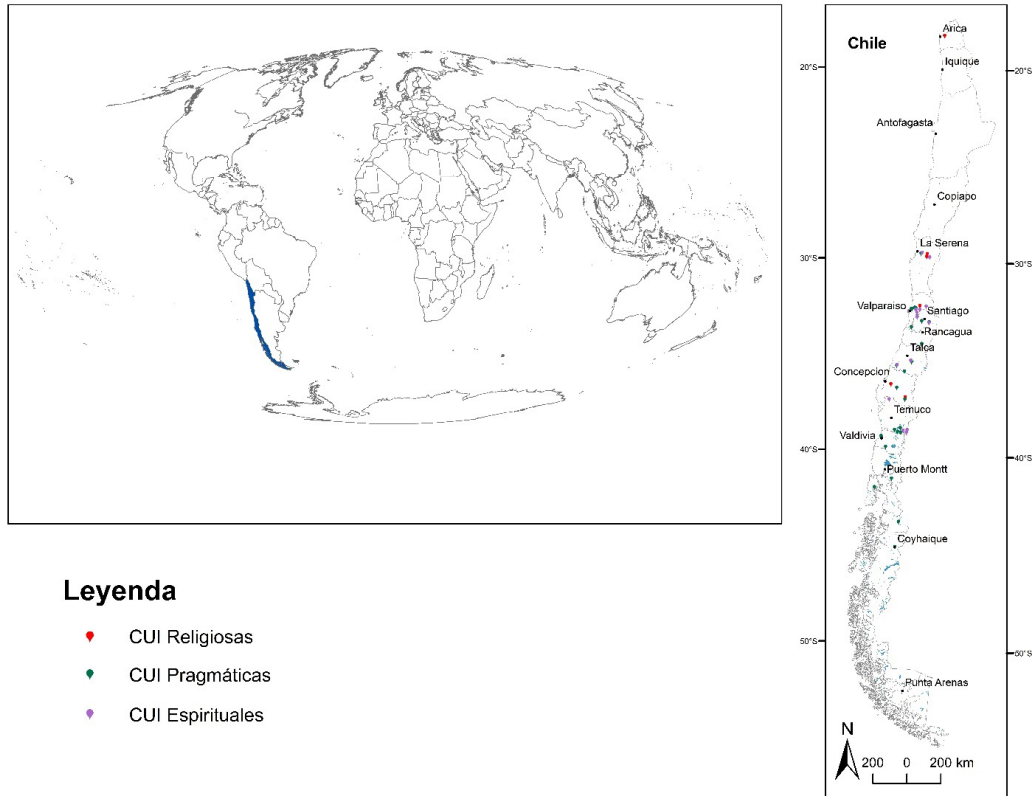 Chile
Arica
Iquique
20°S
20°S
Antofagasta
Copiapo
La Serena
30°S
30°S
Valparaiso
Santiago
Rancagua
Talca
Concepcion
Temuco
Valdivia
40°S
40°S
Puerto Montt
Coyhaique
50°S
50°S
Punta Arenas
N
200 0 200 km
Leyenda
CUI Religiosas
CUI Pragmáticas
CUI Espirituales